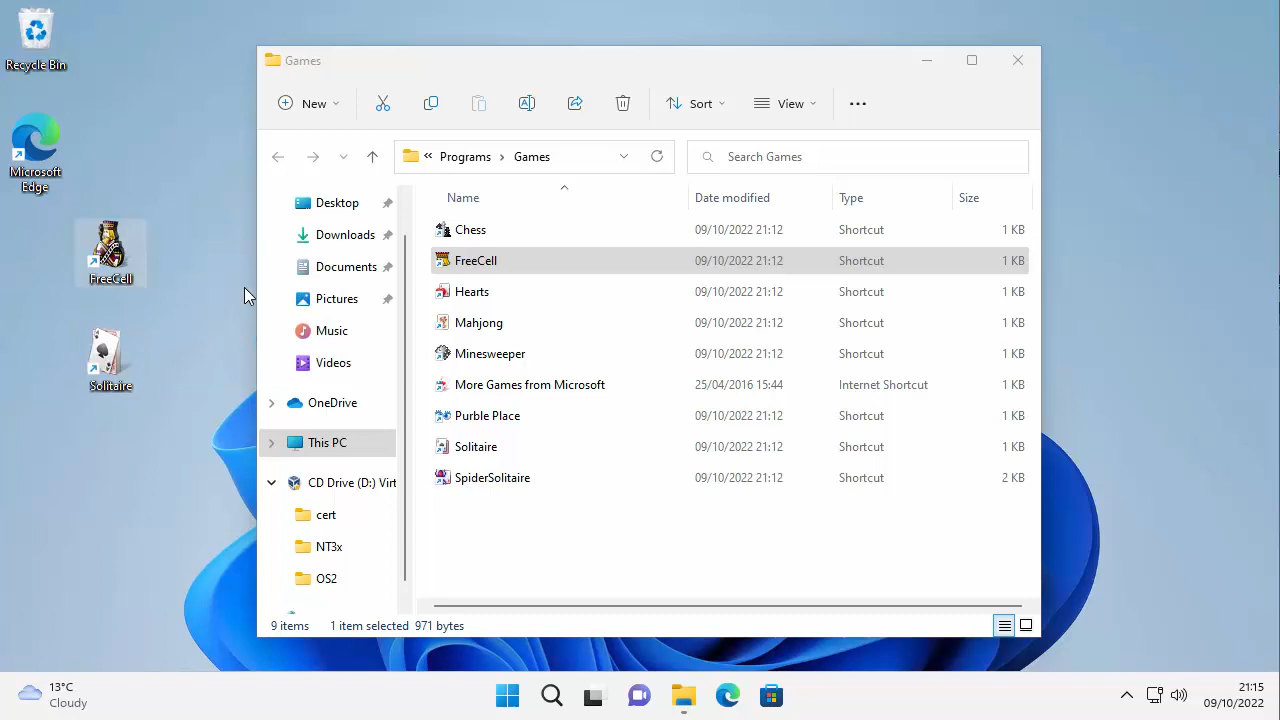 Recycle Bin
Microsoft
Edge
FreeCell
Solitaire
Games
New
Sort
View
« Programs › Games
Search Games
Name Date modified Type Size
Desktop
Downloads
Documents
Pictures
Music
Videos
OneDrive
This PC
CD Drive (D:) Virt
cert
NT3x
OS2
Chess 09/10/2022 21:12 Shortcut 1 KB
FreeCell 09/10/2022 21:12 Shortcut 1 KB
Hearts 09/10/2022 21:12 Shortcut 1 KB
Mahjong 09/10/2022 21:12 Shortcut 1 KB
Minesweeper 09/10/2022 21:12 Shortcut 1 KB
More Games from Microsoft 25/04/2016 15:44 Internet Shortcut 1 KB
Purble Place 09/10/2022 21:12 Shortcut 1 KB
Solitaire 09/10/2022 21:12 Shortcut 1 KB
SpiderSolitaire 09/10/2022 21:12 Shortcut 2 KB
9 items 1 item selected 971 bytes
13°C
Cloudy
21:15
09/10/2022